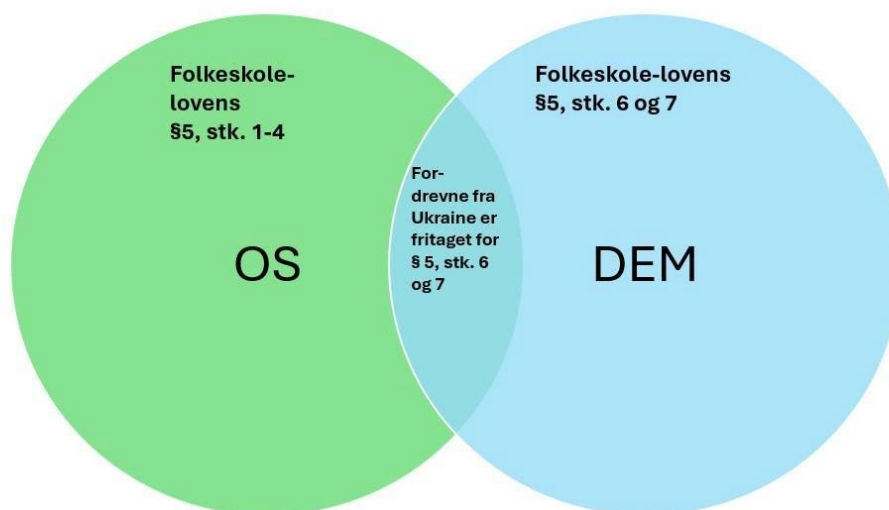 Folkeskole-
lovens
§5, stk. 1-4
OS
For-
drevne fra
Ukraine er
fritaget for
§ 5, stk. 6
og 7
Folkeskole-lovens
§5, stk. 6 og 7
DEM